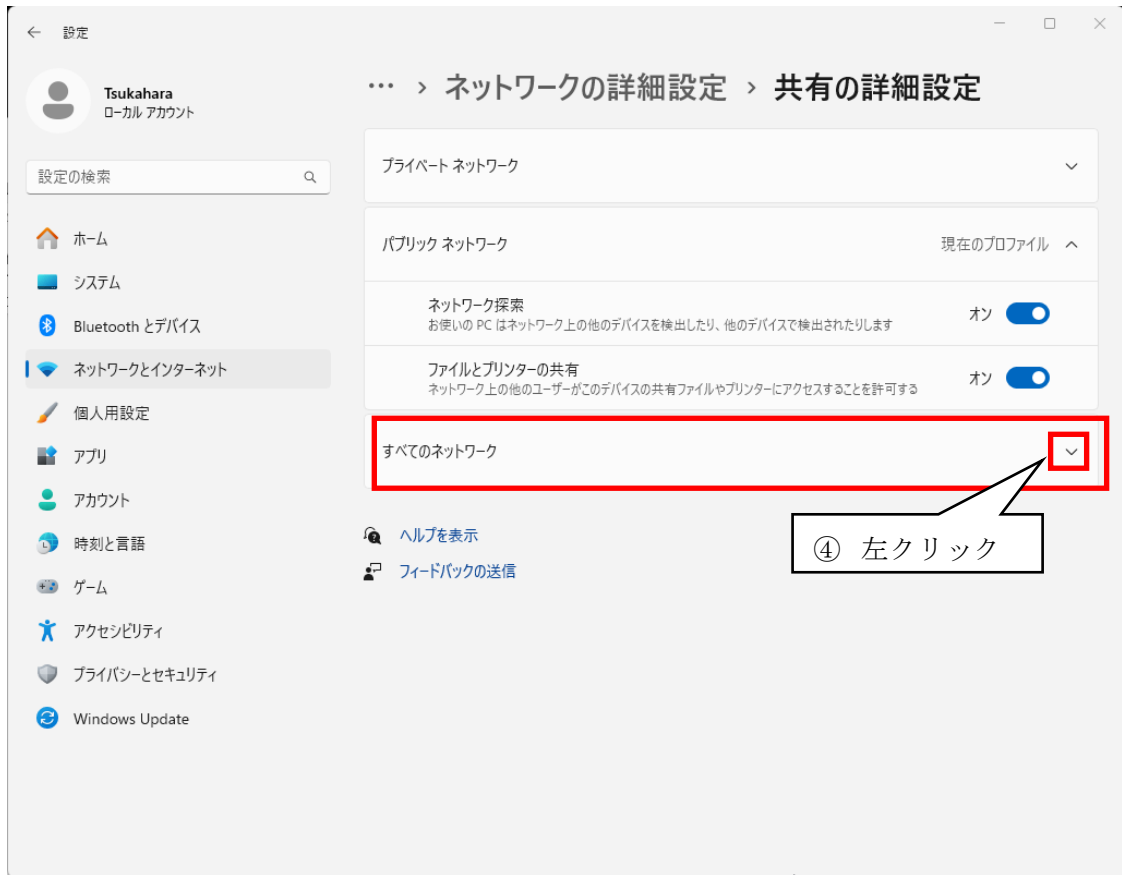 設定
Tsukahara
ローカル アカウント
設定の検索
ホーム
システム
Bluetooth とデバイス
ネットワークとインターネット
個人用設定
アプリ
アカウント
時刻と言語
ゲーム
アクセシビリティ
プライバシーとセキュリティ
Windows Update
… › ネットワークの詳細設定 › 共有の詳細設定
プライベート ネットワーク
パブリック ネットワーク 現在のプロファイル
ネットワーク探索
お使いの PC はネットワーク上の他のデバイスを検出したり、他のデバイスで検出されたりします
オン
ファイルとプリンターの共有
ネットワーク上の他のユーザーがこのデバイスの共有ファイルやプリンターにアクセスすることを許可する
オン
すべてのネットワーク
④ 左クリック
ヘルプを表示
フィードバックの送信